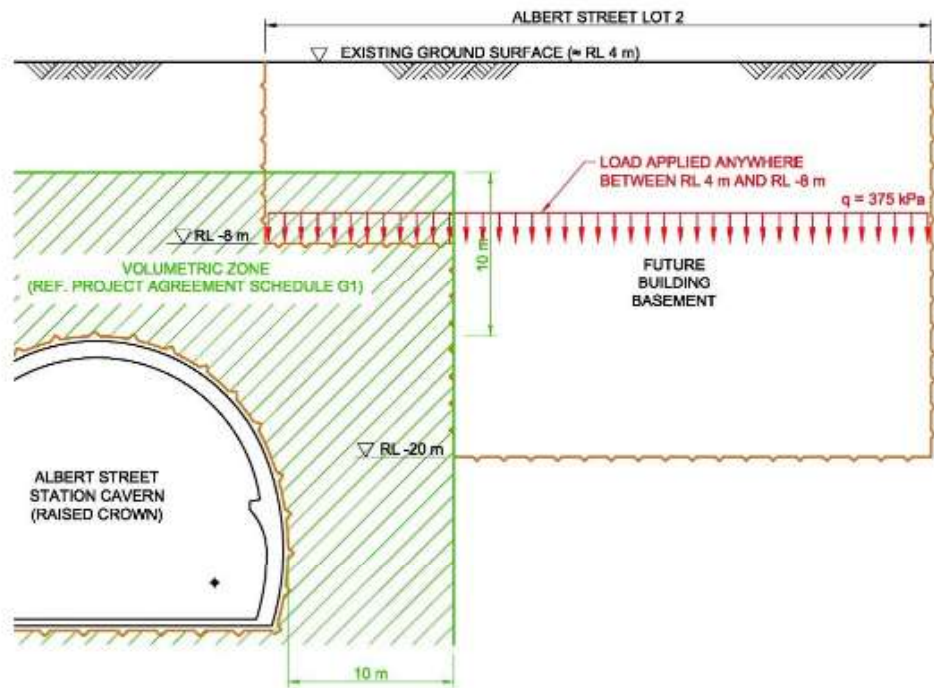 ALBERT STREET LOT 2
EXISTING GROUND SURFACE (≈ RL 4 m)
LOAD APPLIED ANYWHERE
BETWEEN RL 4 m AND RL -8 m
q = 375 kPa
RL -8 m
10 m
VOLUMETRIC ZONE
(REF. PROJECT AGREEMENT SCHEDULE G1)
FUTURE
BUILDING
BASEMENT
RL -20 m
ALBERT STREET
STATION CAVERN
(RAISED CROWN)
10 m